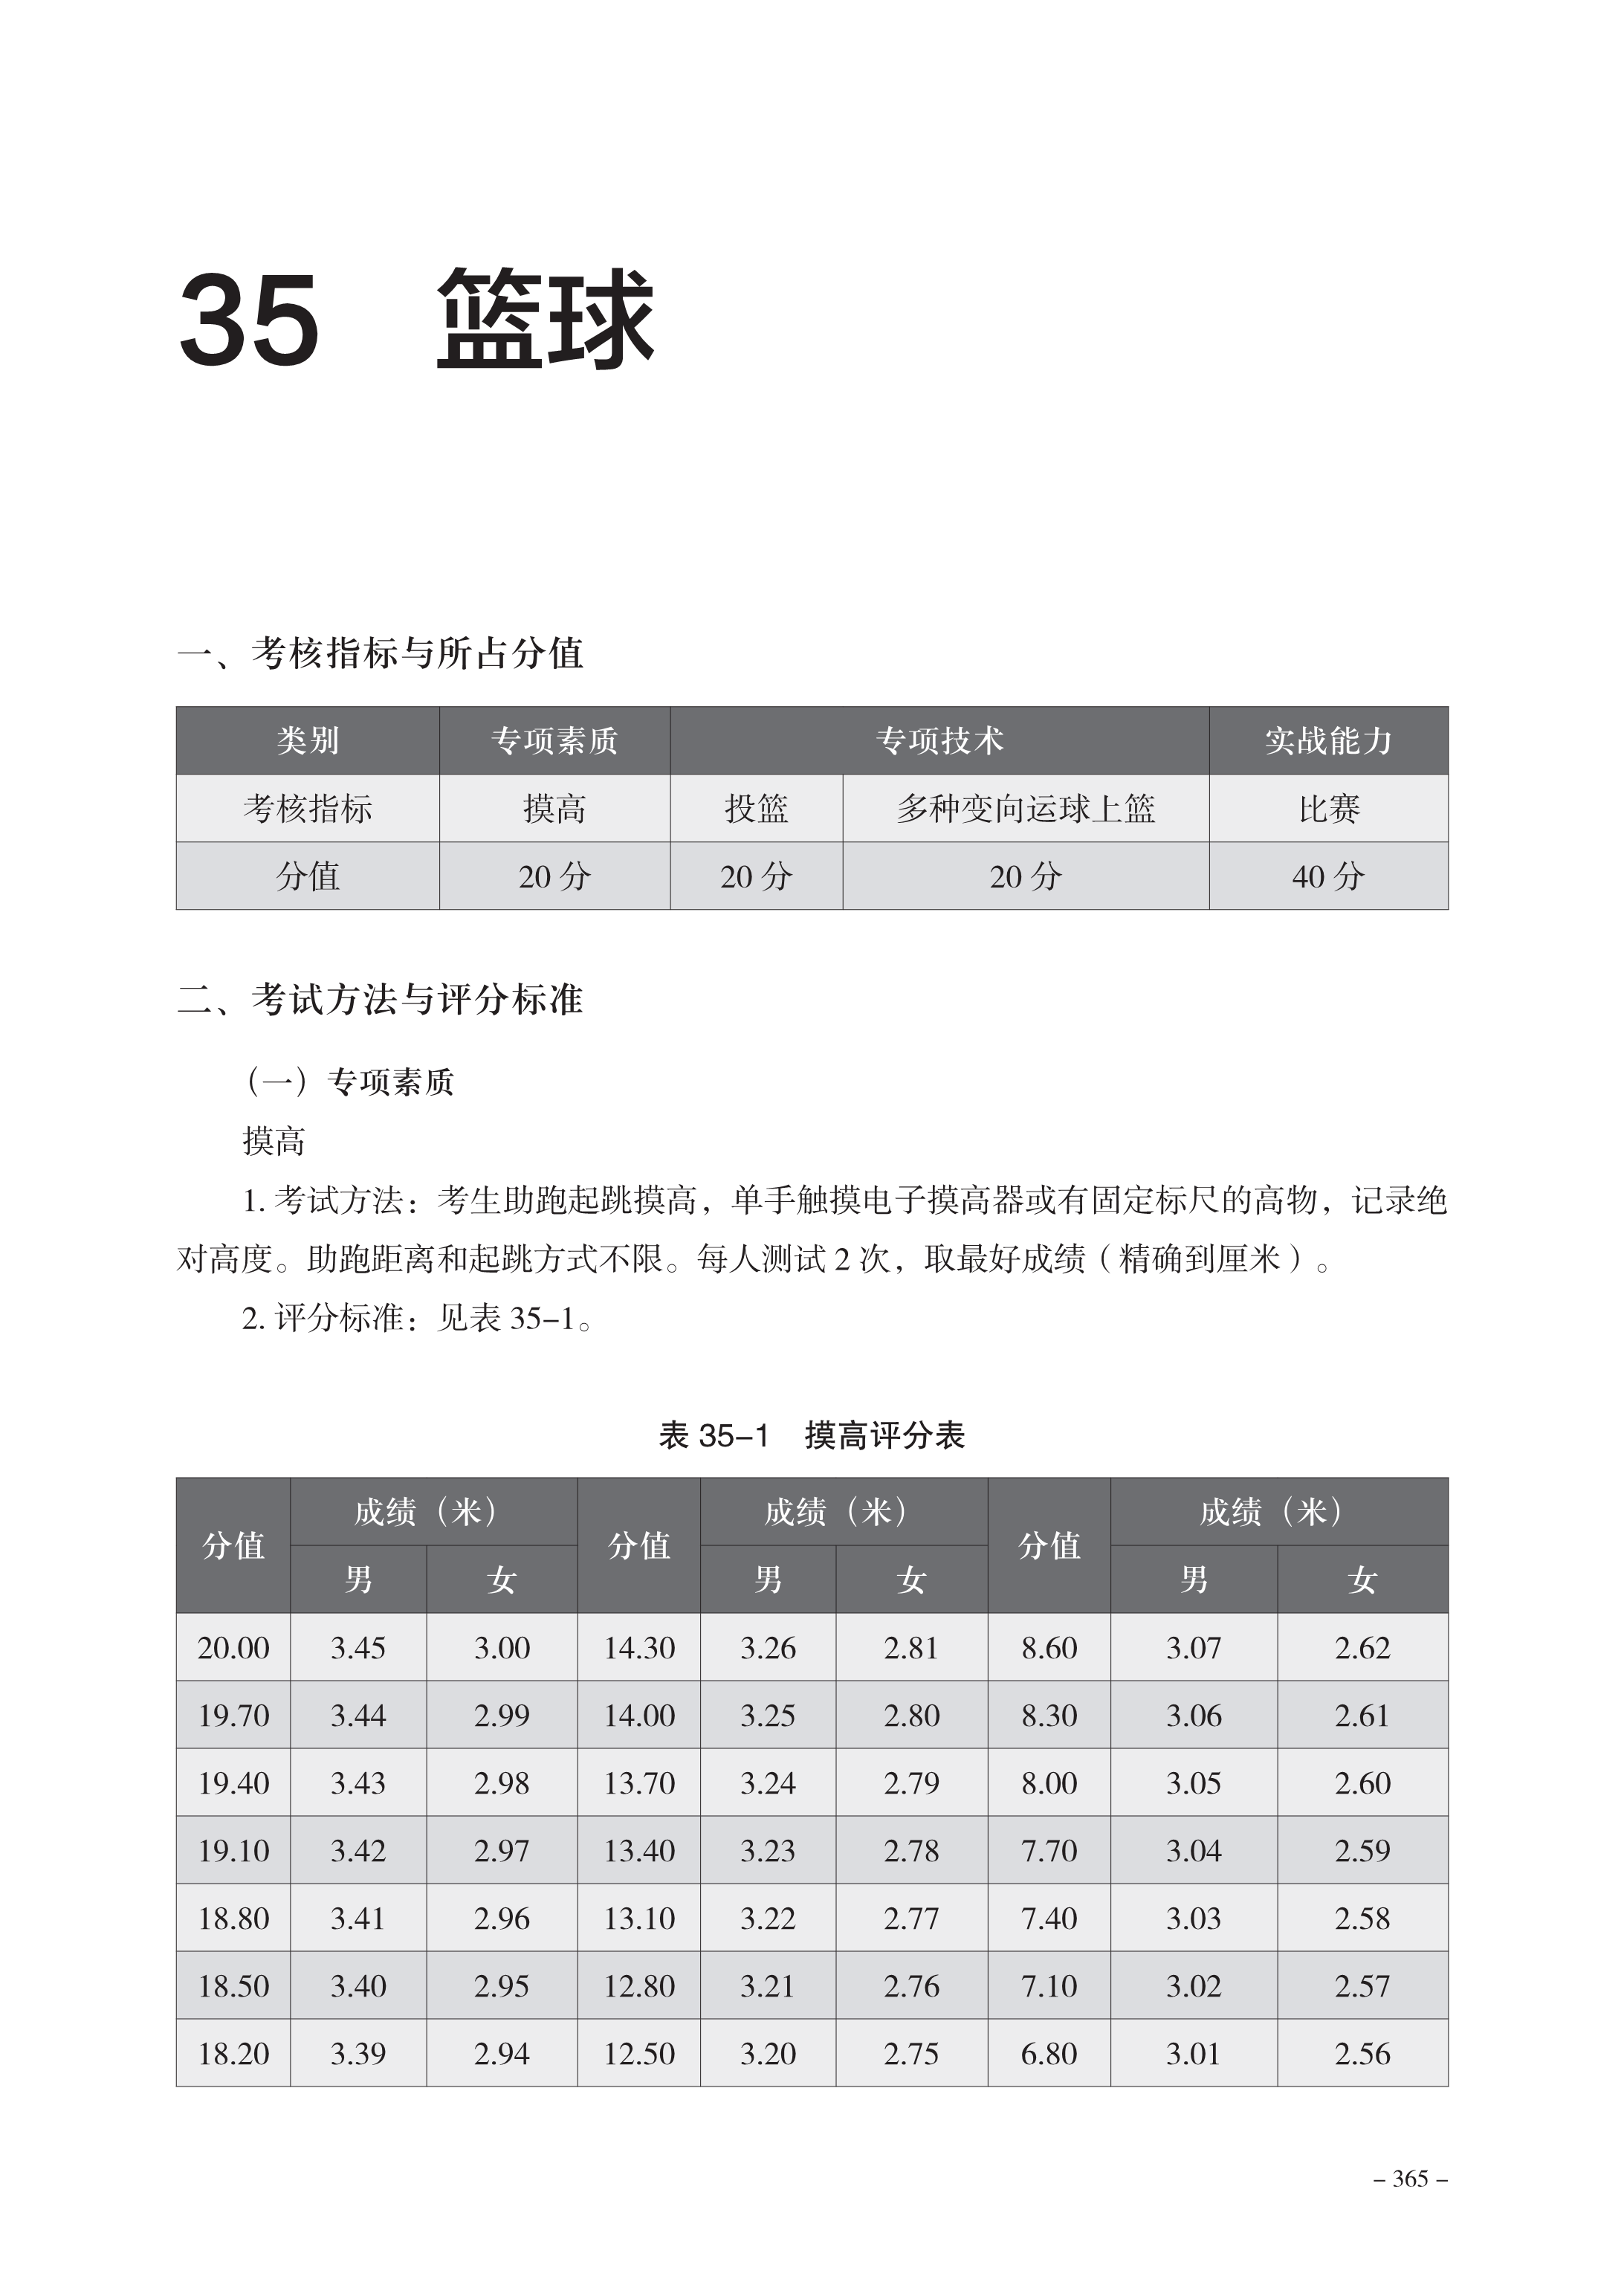 35 篮球
一、考核指标与所占分值
类别 专项素质 专项技术 实战能力
考核指标 摸高 投篮 多种变向运球上篮 比赛
分值 20 分 20 分 20 分 40 分
二、考试方法与评分标准
（一）专项素质
摸高
1. 考试方法：考生助跑起跳摸高，单手触摸电子摸高器或有固定标尺的高物，记录绝
对高度。助跑距离和起跳方式不限。每人测试 2 次，取最好成绩（精确到厘米）。
2. 评分标准：见表 35–1。
表 35–1 摸高评分表
分值 成绩（米） 分值 成绩（米） 分值 成绩（米）
男 女 男 女 男 女
20.00 3.45 3.00 14.30 3.26 2.81 8.60 3.07 2.62
19.70 3.44 2.99 14.00 3.25 2.80 8.30 3.06 2.61
19.40 3.43 2.98 13.70 3.24 2.79 8.00 3.05 2.60
19.10 3.42 2.97 13.40 3.23 2.78 7.70 3.04 2.59
18.80 3.41 2.96 13.10 3.22 2.77 7.40 3.03 2.58
18.50 3.40 2.95 12.80 3.21 2.76 7.10 3.02 2.57
18.20 3.39 2.94 12.50 3.20 2.75 6.80 3.01 2.56
– 365 –